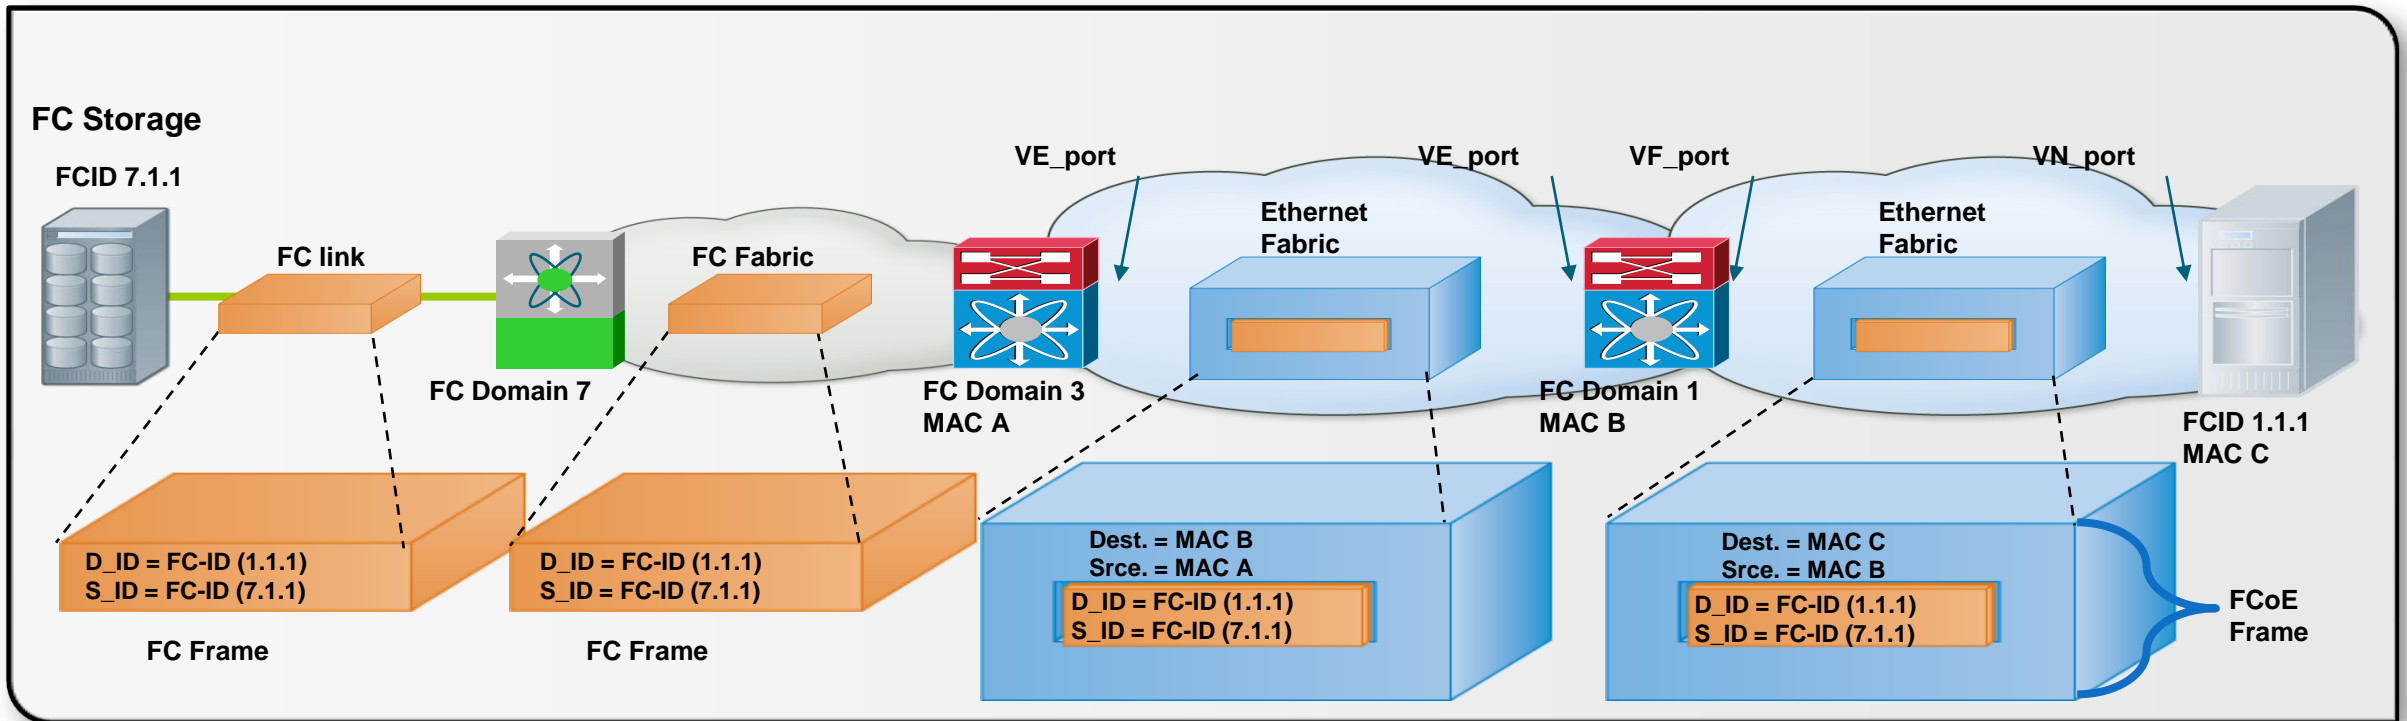 FC Storage
FCID 7.1.1
FC link
FC Domain 7
FC Fabric
VE_port
FC Domain 3
MAC A
Ethernet
Fabric
VE_port
FC Domain 1
MAC B
VF_port
Ethernet
Fabric
VN_port
FCID 1.1.1
MAC C
D_ID = FC-ID (1.1.1)
S_ID = FC-ID (7.1.1)
FC Frame
D_ID = FC-ID (1.1.1)
S_ID = FC-ID (7.1.1)
FC Frame
Dest. = MAC B
Srce. = MAC A
D_ID = FC-ID (1.1.1)
S_ID = FC-ID (7.1.1)
Dest. = MAC C
Srce. = MAC B
D_ID = FC-ID (1.1.1)
S_ID = FC-ID (7.1.1)
FCoE
Frame